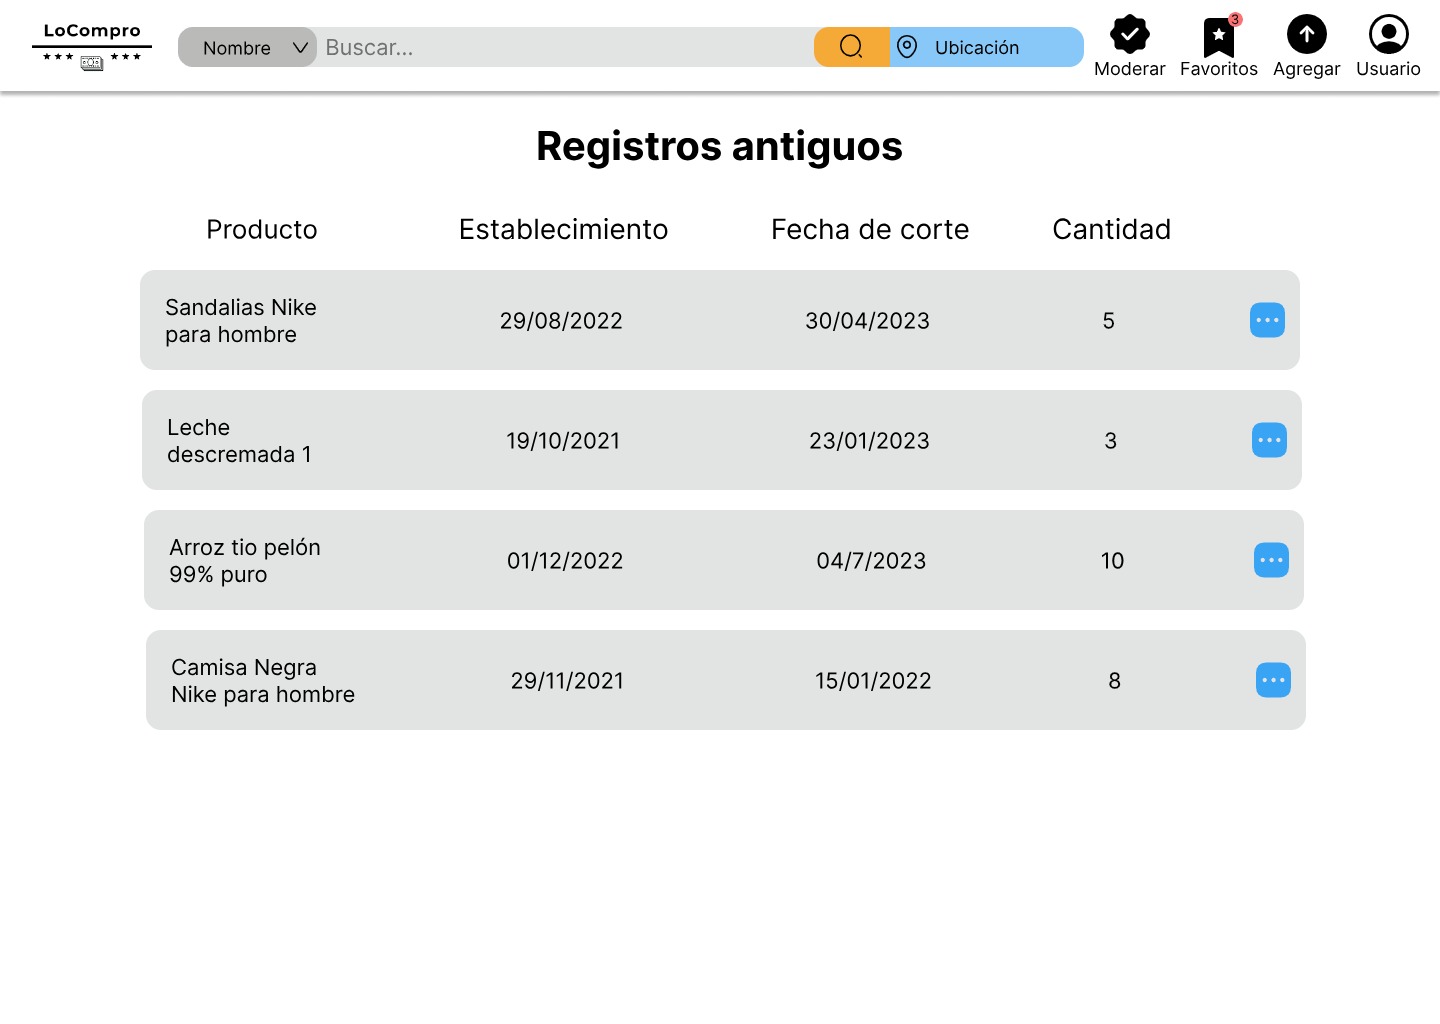 LoCompro
Nombre
Buscar...
Ubicación
3
Moderar
Favoritos
Agregar
Usuario
Registros antiguos
Producto Establecimiento Fecha de corte Cantidad
Sandalias Nike
para hombre
29/08/2022 30/04/2023 5
Leche
descremada 1
19/10/2021 23/01/2023 3
Arroz tio pelón
99% puro
01/12/2022 04/7/2023 10
Camisa Negra
Nike para hombre
29/11/2021 15/01/2022 8